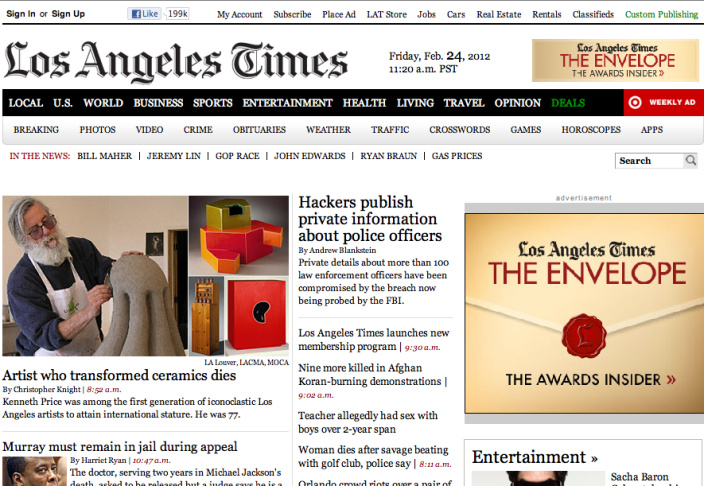 Sign In or Sign Up
Like 199k
My Account Subscribe Place Ad LAT Store Jobs Cars Real Estate Rentals Classifieds Custom Publishing
Los Angeles Times
Friday, Feb. 24, 2012
11:20 a.m. PST
Los Angeles Times
THE ENVELOPE
THE AWARDS INSIDER »
LOCAL U.S. WORLD BUSINESS SPORTS ENTERTAINMENT HEALTH LIVING TRAVEL OPINION DEALS
WEEKLY AD
BREAKING PHOTOS VIDEO CRIME OBITUARIES WEATHER TRAFFIC CROSSWORDS GAMES HOROSCOPES APPS
IN THE NEWS: BILL MAHER | JEREMY LIN | GOP RACE | JOHN EDWARDS | RYAN BRAUN | GAS PRICES
Search
LA Louver, LACMA, MOCA
Artist who transformed ceramics dies
By Christopher Knight | 8:52 a.m.
Kenneth Price was among the first generation of iconoclastic Los
Angeles artists to attain international stature. He was 77.
Murray must remain in jail during appeal
By Harriet Ryan | 10:47 a.m.
The doctor, serving two years in Michael Jackson's
death, asked to be released but a judge says he is a
Hackers publish
private information
about police officers
By Andrew Blankstein
Private details about more than 100
law enforcement officers have been
compromised by the breach now
being probed by the FBI.
Los Angeles Times launches new
membership program | 9:30 a.m.
Nine more killed in Afghan
Koran-burning demonstrations |
9:02 a.m.
Teacher allegedly had sex with
boys over 2-year span
Woman dies after savage beating
with golf club, police say | 8:11 a.m.
Orlando crowd riots over a pair of
advertisement
Los Angeles Times
THE ENVELOPE
THE AWARDS INSIDER »
Entertainment »
Sacha Baron